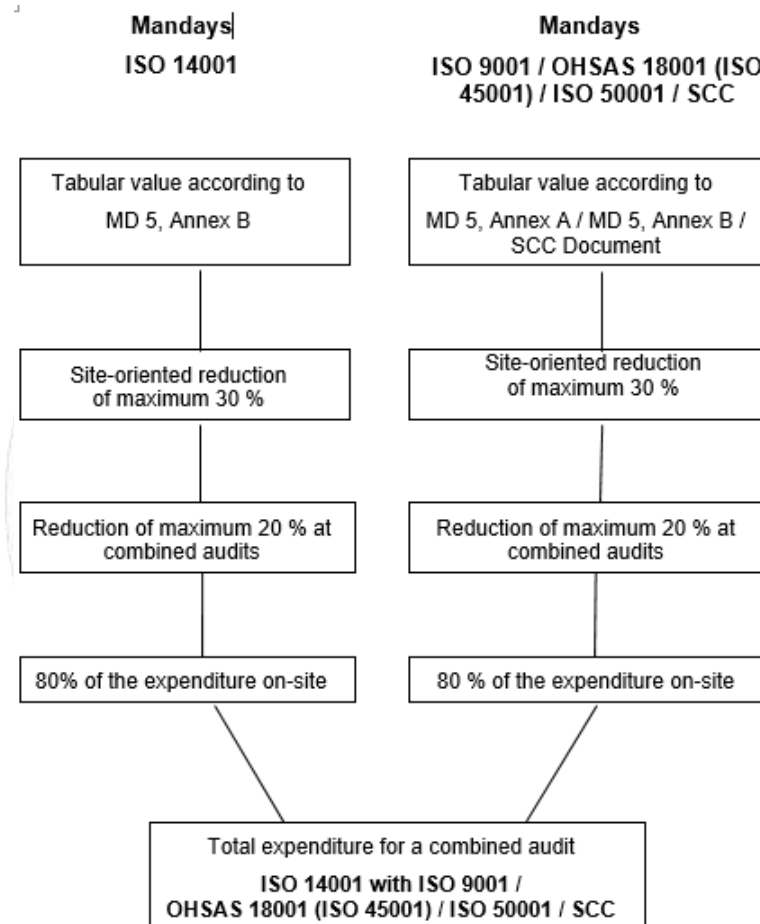 Mandays
ISO 14001
Tabular value according to
MD 5, Annex B
Site-oriented reduction
of maximum 30 %
Reduction of maximum 20 % at
combined audits
80% of the expenditure on-site
Mandays
ISO 9001 / OHSAS 18001 (ISO
45001) / ISO 50001 / SCC
Tabular value according to
MD 5, Annex A / MD 5, Annex B /
SCC Document
Site-oriented reduction
of maximum 30 %
Reduction of maximum 20 % at
combined audits
80 % of the expenditure on-site
Total expenditure for a combined audit
ISO 14001 with ISO 9001 /
OHSAS 18001 (ISO 45001) / ISO 50001 / SCC